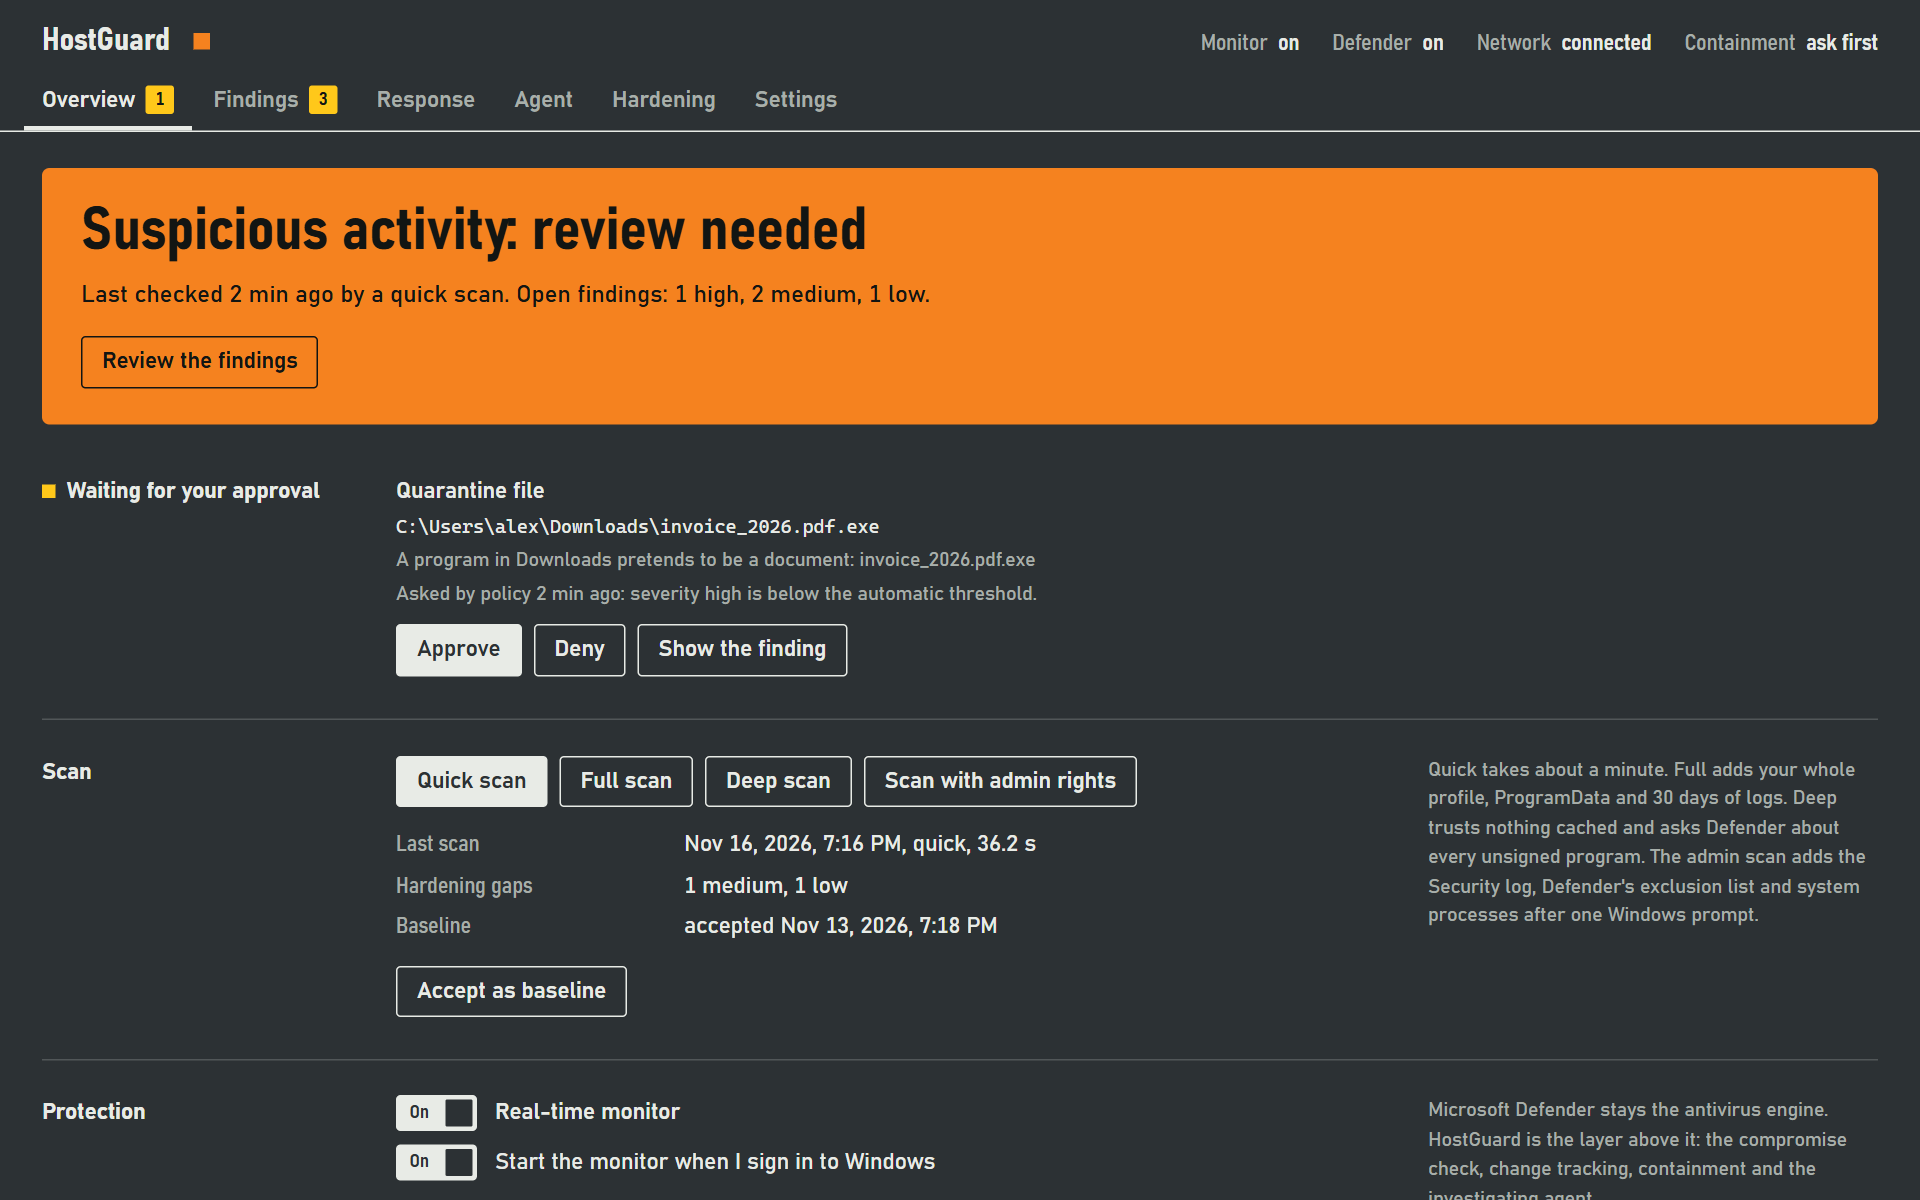 HostGuard
Monitor on Defender on Network connected Containment ask first
Overview 1 Findings 3 Response Agent Hardening Settings
Suspicious activity: review needed
Last checked 2 min ago by a quick scan. Open findings: 1 high, 2 medium, 1 low.
Review the findings
Waiting for your approval
Quarantine file
C:\Users\alex\Downloads\invoice_2026.pdf.exe
A program in Downloads pretends to be a document: invoice_2026.pdf.exe
Asked by policy 2 min ago: severity high is below the automatic threshold.
Approve Deny Show the finding
Scan
Quick scan Full scan Deep scan Scan with admin rights
Last scan Nov 16, 2026, 7:16 PM, quick, 36.2 s
Hardening gaps 1 medium, 1 low
Baseline accepted Nov 13, 2026, 7:18 PM
Accept as baseline
Quick takes about a minute. Full adds your whole
profile, ProgramData and 30 days of logs. Deep
trusts nothing cached and asks Defender about
every unsigned program. The admin scan adds the
Security log, Defender's exclusion list and system
processes after one Windows prompt.
Protection
On Real-time monitor
On Start the monitor when I sign in to Windows
Microsoft Defender stays the antivirus engine.
HostGuard is the layer above it: the compromise
check, change tracking, containment and the
investigating agent.